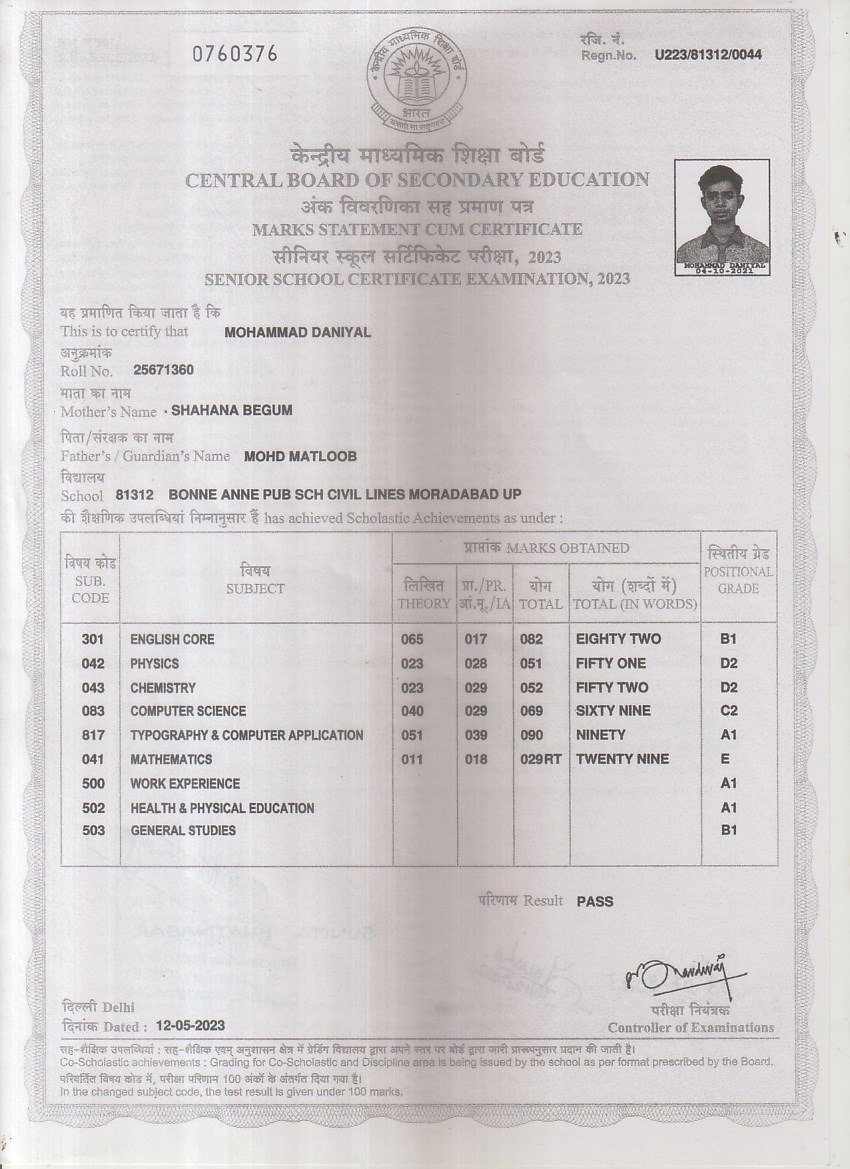 0760376
रजि. नं.
Regn.No. U223/81312/0044
केन्द्रीय माध्यमिक शिक्षा बोर्ड
भारत
केन्द्रीय माध्यमिक शिक्षा बोर्ड
CENTRAL BOARD OF SECONDARY EDUCATION
अंक विवरणिका सह प्रमाण पत्र
MARKS STATEMENT CUM CERTIFICATE
सीनियर स्कूल सर्टिफिकेट परीक्षा, 2023
SENIOR SCHOOL CERTIFICATE EXAMINATION, 2023
MOHAMMAD DANIYAL
04-10-2021
यह प्रमाणित किया जाता है कि
This is to certify that MOHAMMAD DANIYAL
अनुक्रमांक
Roll No. 25671360
माता का नाम
Mother's Name SHAHANA BEGUM
पिता/संरक्षक का नाम
Father's / Guardian's Name MOHD MATLOOB
विद्यालय
School 81312 BONNE ANNE PUB SCH CIVIL LINES MORADABAD UP
की शैक्षणिक उपलब्धियां निम्नानुसार हैं has achieved Scholastic Achievements as under :
विषय कोड SUB. CODE
विषय SUBJECT
प्राप्तांक MARKS OBTAINED
लिखित THEORY
प्रा./PR. आं.मू./IA
योग TOTAL
योग (शब्दों में) TOTAL (IN WORDS)
स्थितीय ग्रेड POSITIONAL GRADE
301 ENGLISH CORE 065 017 082 EIGHTY TWO B1
042 PHYSICS 023 028 051 FIFTY ONE D2
043 CHEMISTRY 023 029 052 FIFTY TWO D2
083 COMPUTER SCIENCE 040 029 069 SIXTY NINE C2
817 TYPOGRAPHY & COMPUTER APPLICATION 051 039 090 NINETY A1
041 MATHEMATICS 011 018 029RT TWENTY NINE E
500 WORK EXPERIENCE A1
502 HEALTH & PHYSICAL EDUCATION A1
503 GENERAL STUDIES B1
परिणाम Result PASS
दिल्ली Delhi
दिनांक Dated : 12-05-2023
परीक्षा नियंत्रक
Controller of Examinations
सह-शैक्षिक उपलब्धियां : सह-शैक्षिक एवम् अनुशासन क्षेत्र में ग्रेडिंग विद्यालय द्वारा अपने स्तर पर बोर्ड द्वारा जारी प्रारूपनुसार प्रदान की जाती है।
Co-Scholastic achievements : Grading for Co-Scholastic and Discipline area is being issued by the school as per format prescribed by the Board.
परिवर्तित विषय कोड में, परीक्षा परिणाम 100 अंकों के अंतर्गत दिया गया है।
In the changed subject code, the test result is given under 100 marks.